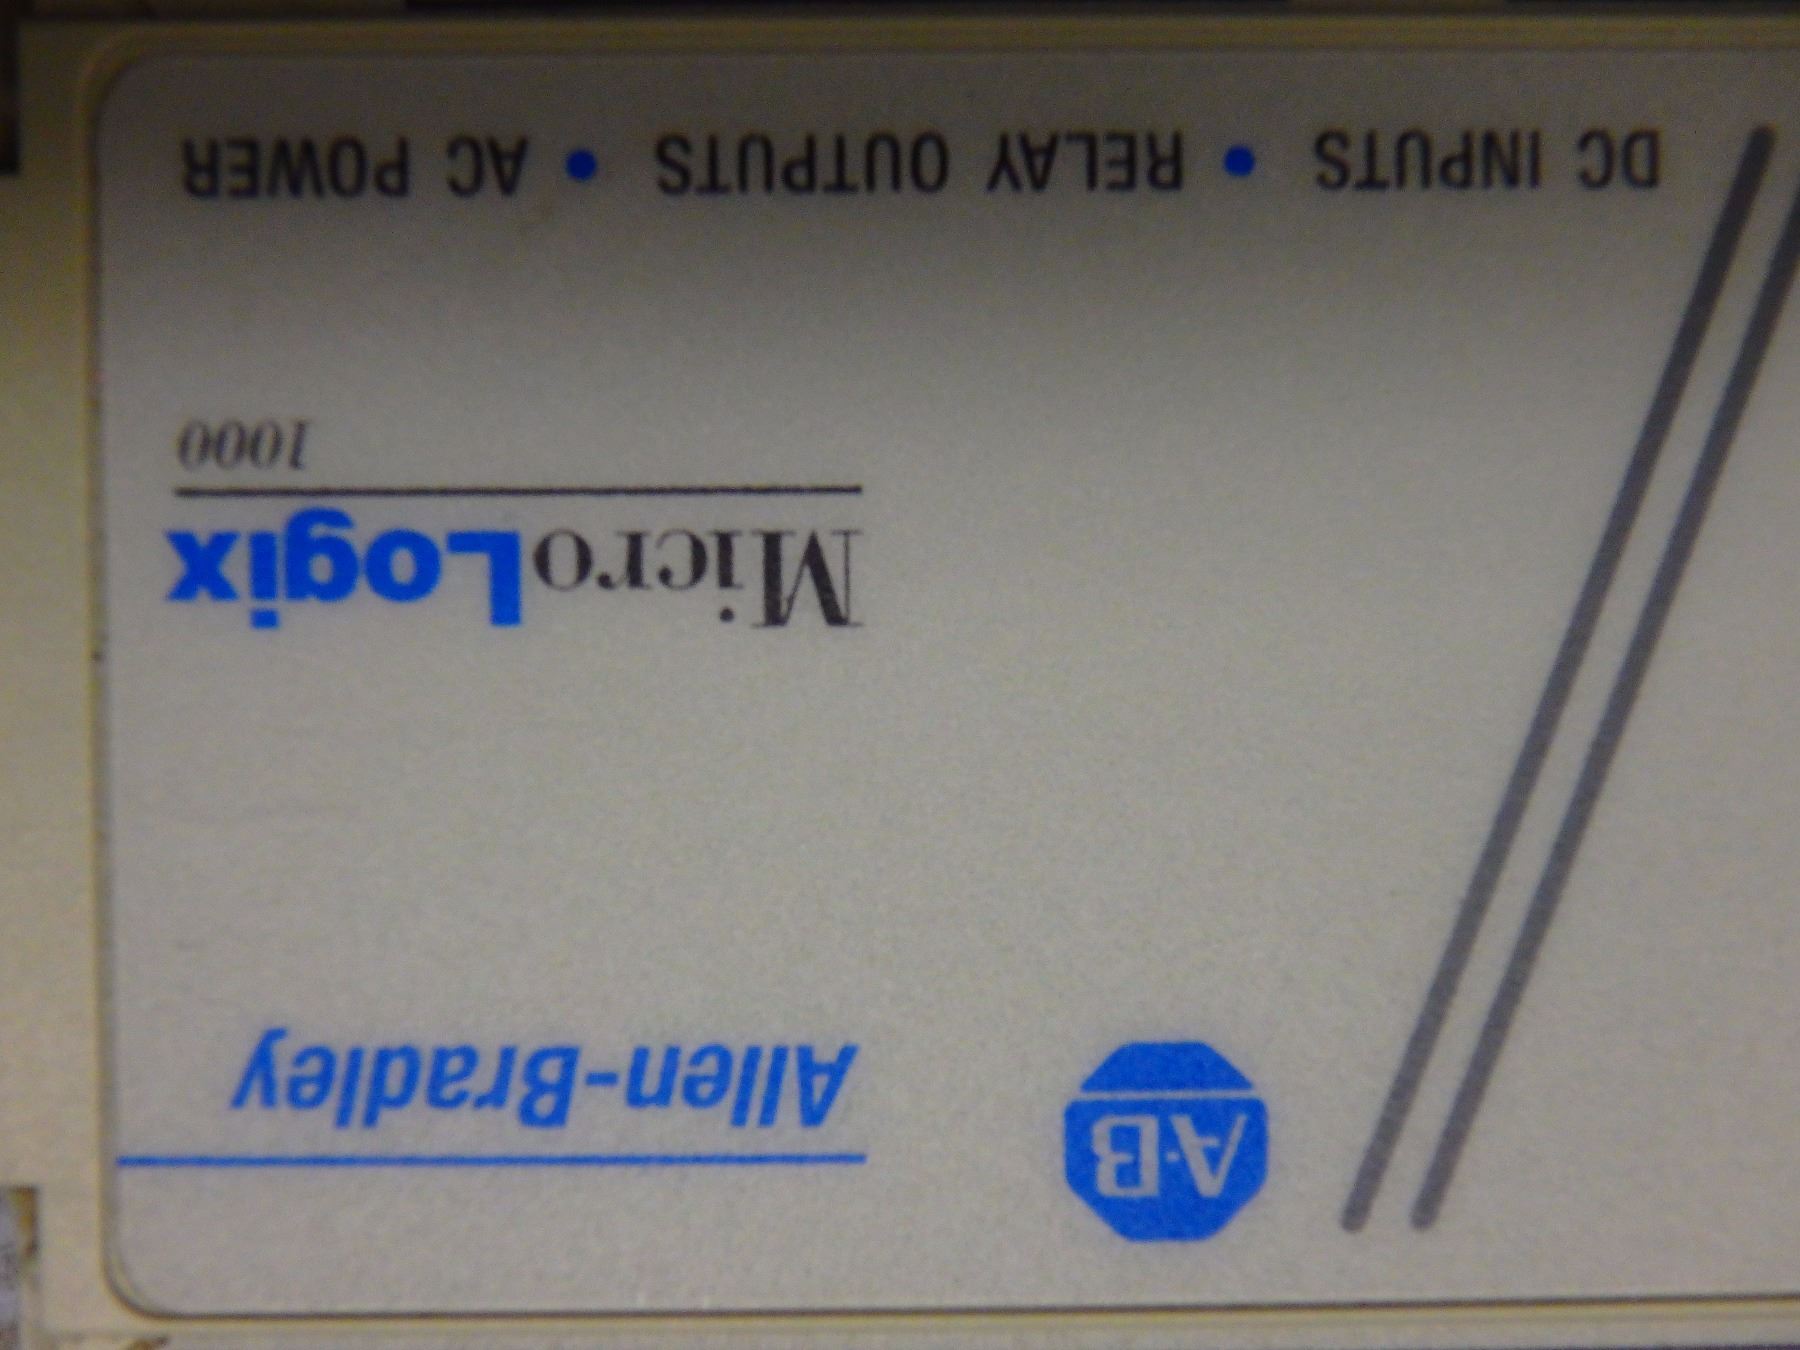 A·B
Allen-Bradley
MicroLogix
1000
DC INPUTS • RELAY OUTPUTS • AC POWER